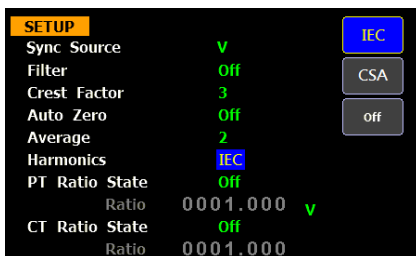 SETUP
Sync Source V
Filter Off
Crest Factor 3
Auto Zero Off
Average 2
Harmonics IEC
PT Ratio State Off
Ratio 0001.000 V
CT Ratio State Off
Ratio 0001.000
IEC
CSA
Off